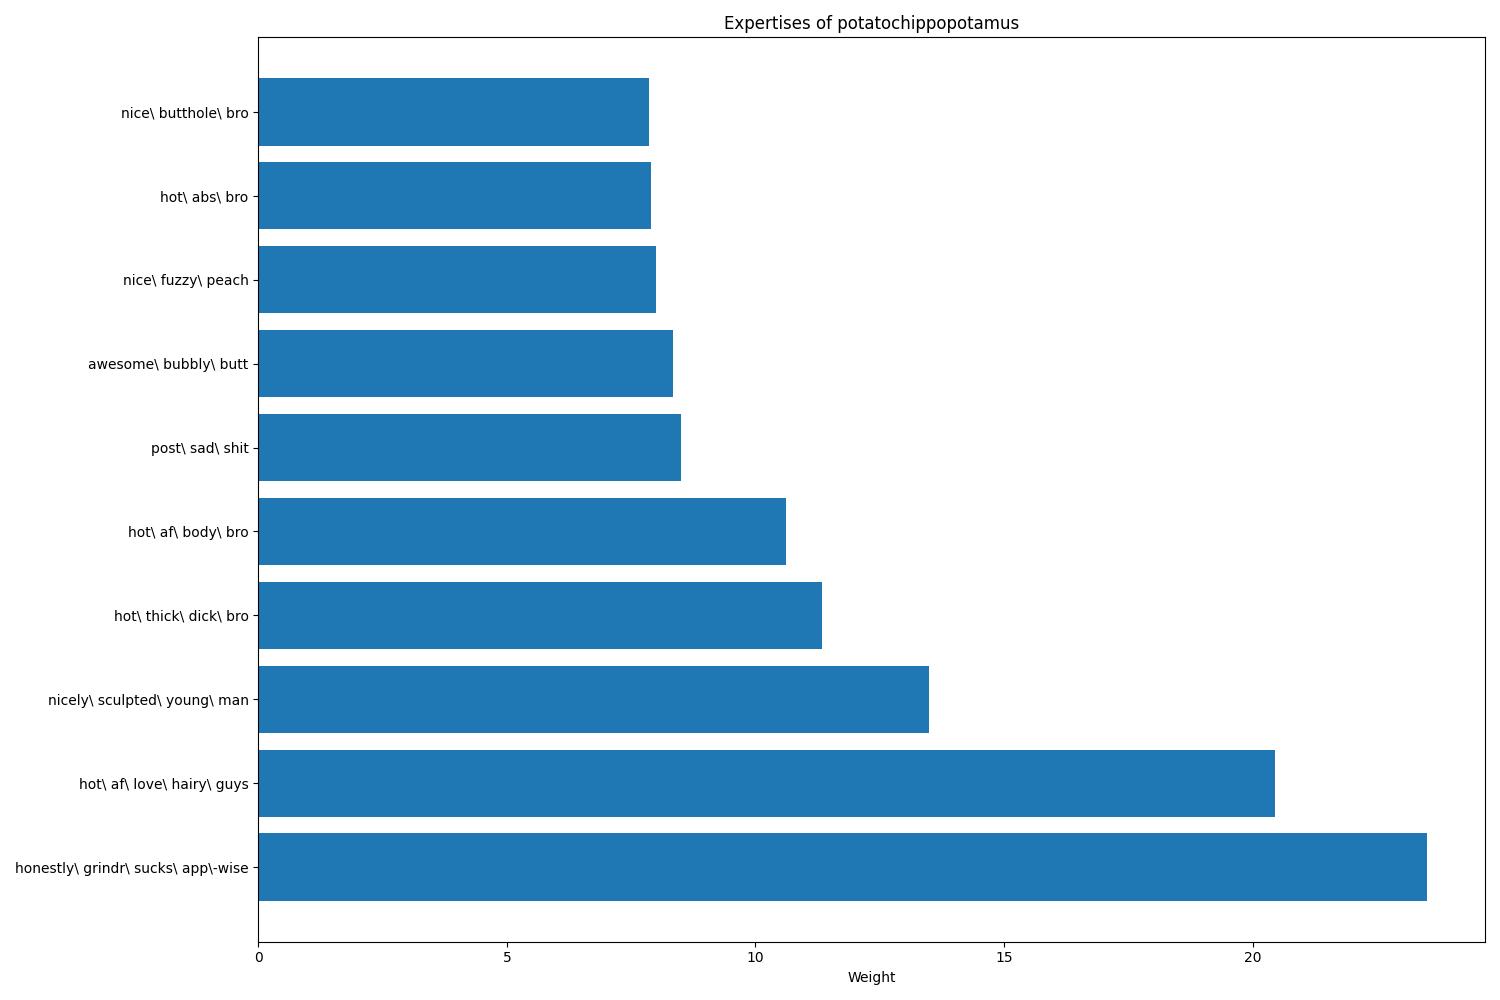 Expertises of potatochippopotamus
nice\ butthole\ bro
hot\ abs\ bro
nice\ fuzzy\ peach
awesome\ bubbly\ butt
post\ sad\ shit
hot\ af\ body\ bro
hot\ thick\ dick\ bro
nicely\ sculpted\ young\ man
hot\ af\ love\ hairy\ guys
honestly\ grindr\ sucks\ app\-wise
0 5 10 15 20
Weight